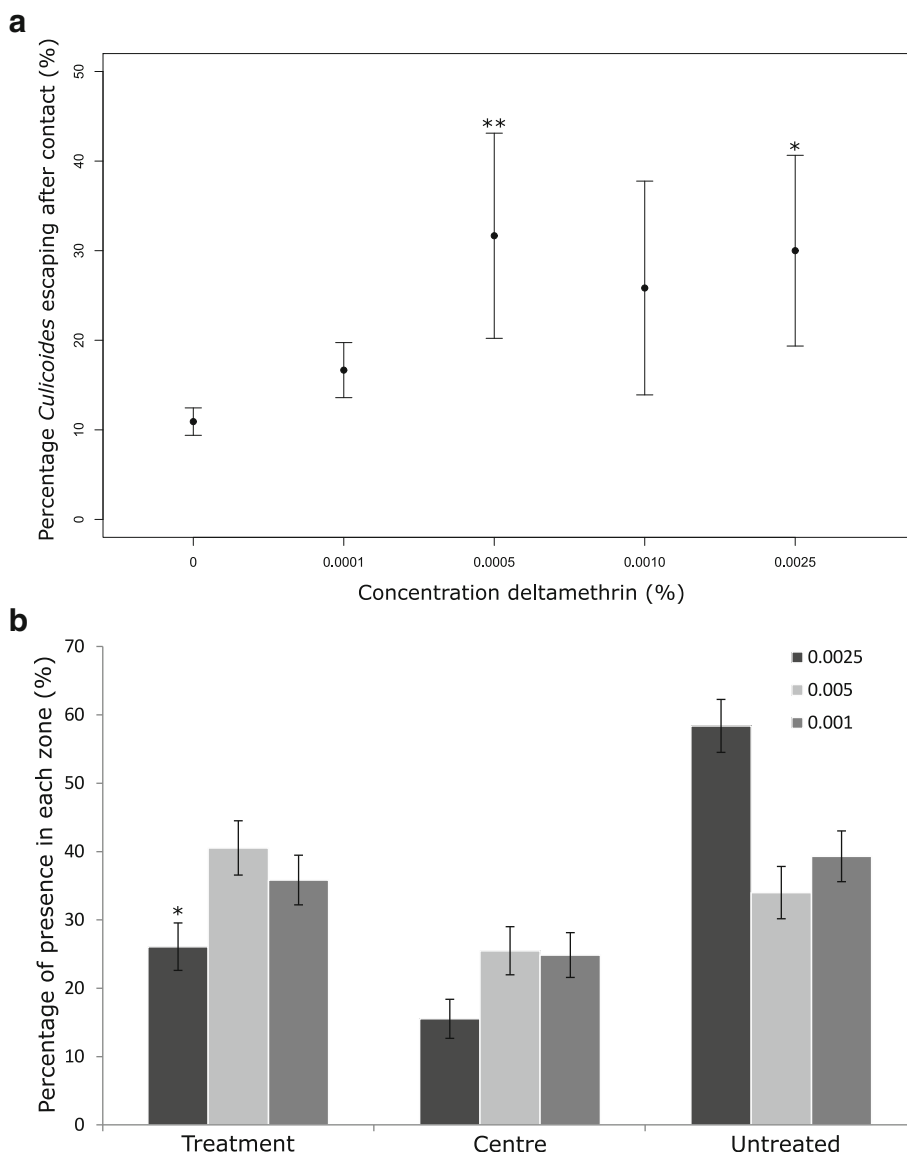 a
Percentage Culicoides escaping after contact (%)
50
40
30
20
10
0
**
*
0 0.0001 0.0005 0.0010 0.0025
Concentration deltamethrin (%)
b
Percentage of presence in each zone (%)
70
60
50
40
30
20
10
0
0.0025
0.005
0.001
*
Treatment Centre Untreated